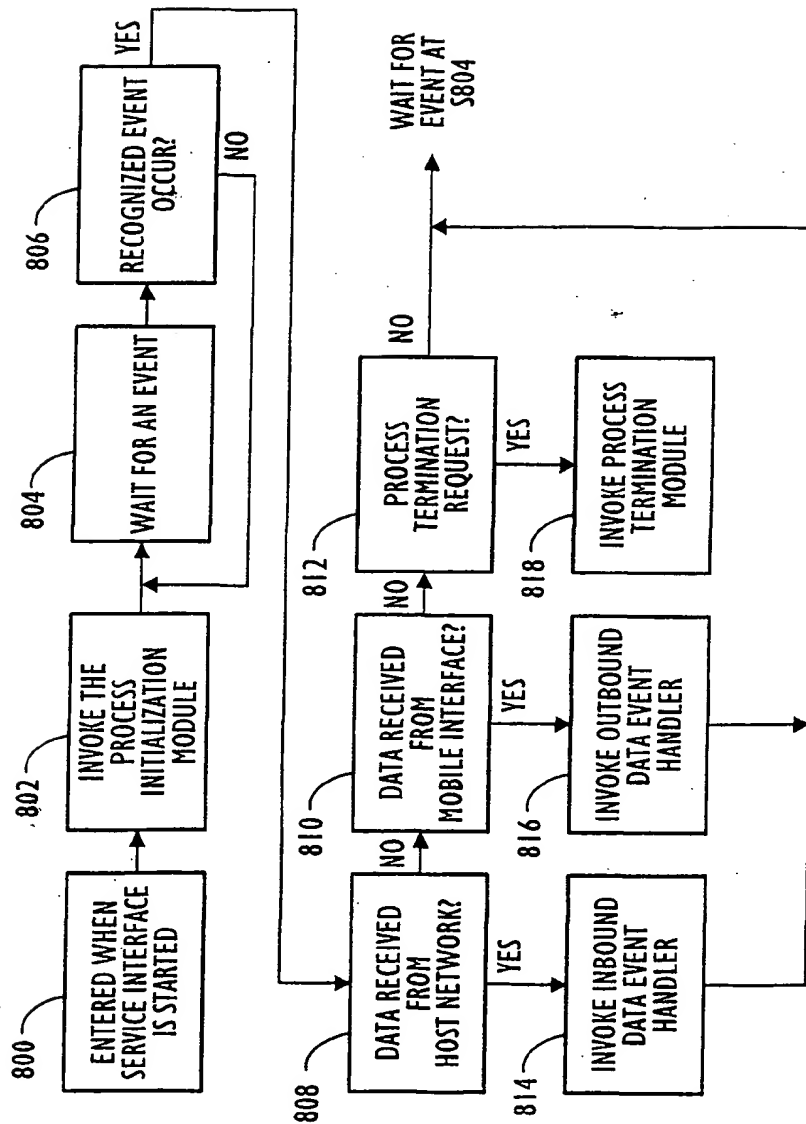 800
ENTERED WHEN
SERVICE INTERFACE
IS STARTED
802
INVOKE THE
PROCESS
INITIALIZATION
MODULE
804
WAIT FOR AN EVENT
806
RECOGNIZED EVENT
OCCUR?
YES
NO
808
DATA RECEIVED
FROM
HOST NETWORK?
NO
YES
810
DATA RECEIVED
FROM
MOBILE INTERFACE?
NO
YES
812
PROCESS
TERMINATION
REQUEST?
NO
YES
WAIT FOR
EVENT AT
S804
814
INVOKE INBOUND
DATA EVENT
HANDLER
816
INVOKE OUTBOUND
DATA EVENT
HANDLER
818
INVOKE PROCESS
TERMINATION
MODULE